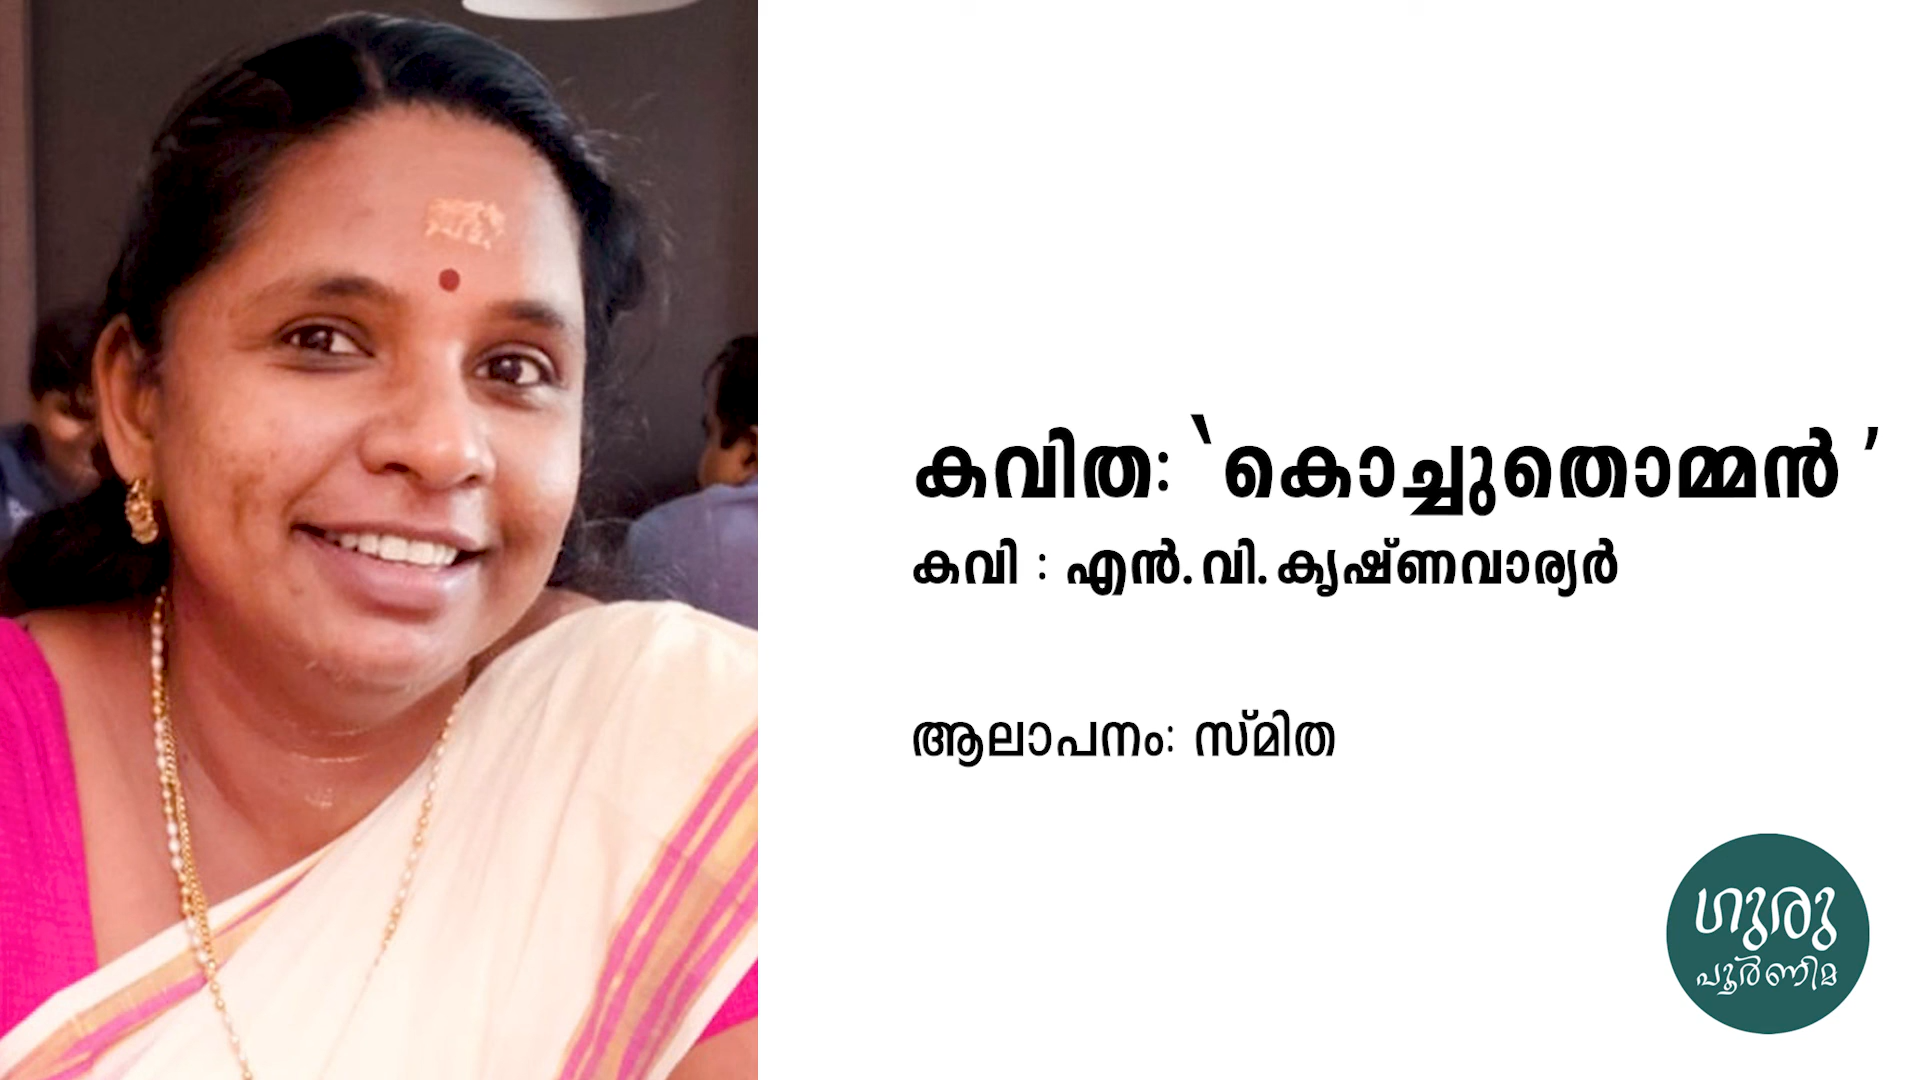 കവിത: ‵കൊച്ചുതൊമ്മൻ ′
കവി : എൻ. വി. കൃഷ്ണവാര്യർ
ആലാപനം: സ്മിത
ഗുരു
പൂർണിമ